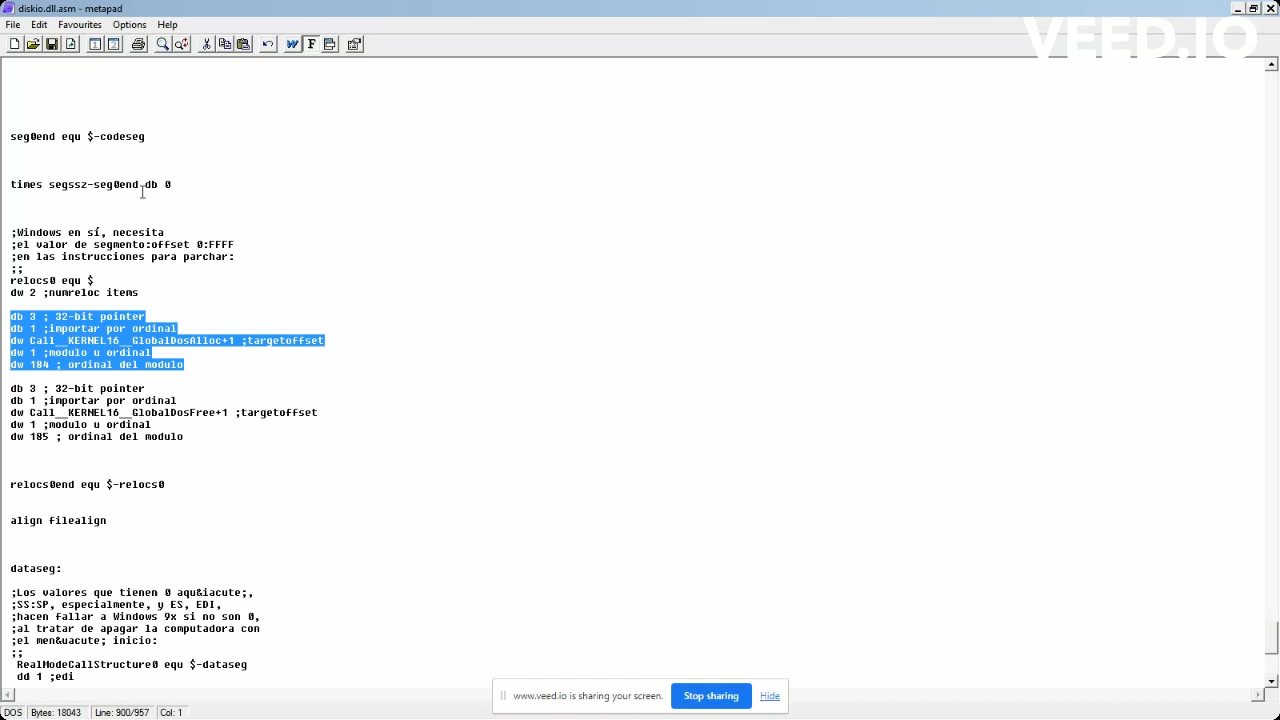 diskio.dll.asm - metapad
File Edit Favourites Options Help
VEED.IO
seg0end equ $-codeseg
times segssz-seg0end db 0
;Windows en sí, necesita
;el valor de segmento:offset 0:FFFF
;en las instrucciones para parchar:
;;
relocs0 equ $
dw 2 ;numreloc items
db 3 ; 32-bit pointer
db 1 ;importar por ordinal
dw Call__KERNEL16__GlobalDosAlloc+1 ;targetoffset
dw 1 ;modulo u ordinal
dw 184 ; ordinal del modulo
db 3 ; 32-bit pointer
db 1 ;importar por ordinal
dw Call__KERNEL16__GlobalDosFree+1 ;targetoffset
dw 1 ;modulo u ordinal
dw 185 ; ordinal del modulo
relocs0end equ $-relocs0
align filealign
dataseg:
;Los valores que tienen 0 aqu&iacute;,
;SS:SP, especialmente, y ES, EDI,
;hacen fallar a Windows 9x si no son 0,
;al tratar de apagar la computadora con
;el men&uacute; inicio:
;;
RealModeCallStructure0 equ $-dataseg
dd 1 ;edi
www.veed.io is sharing your screen. Stop sharing Hide
DOS Bytes: 18043 Line: 900/957 Col: 1